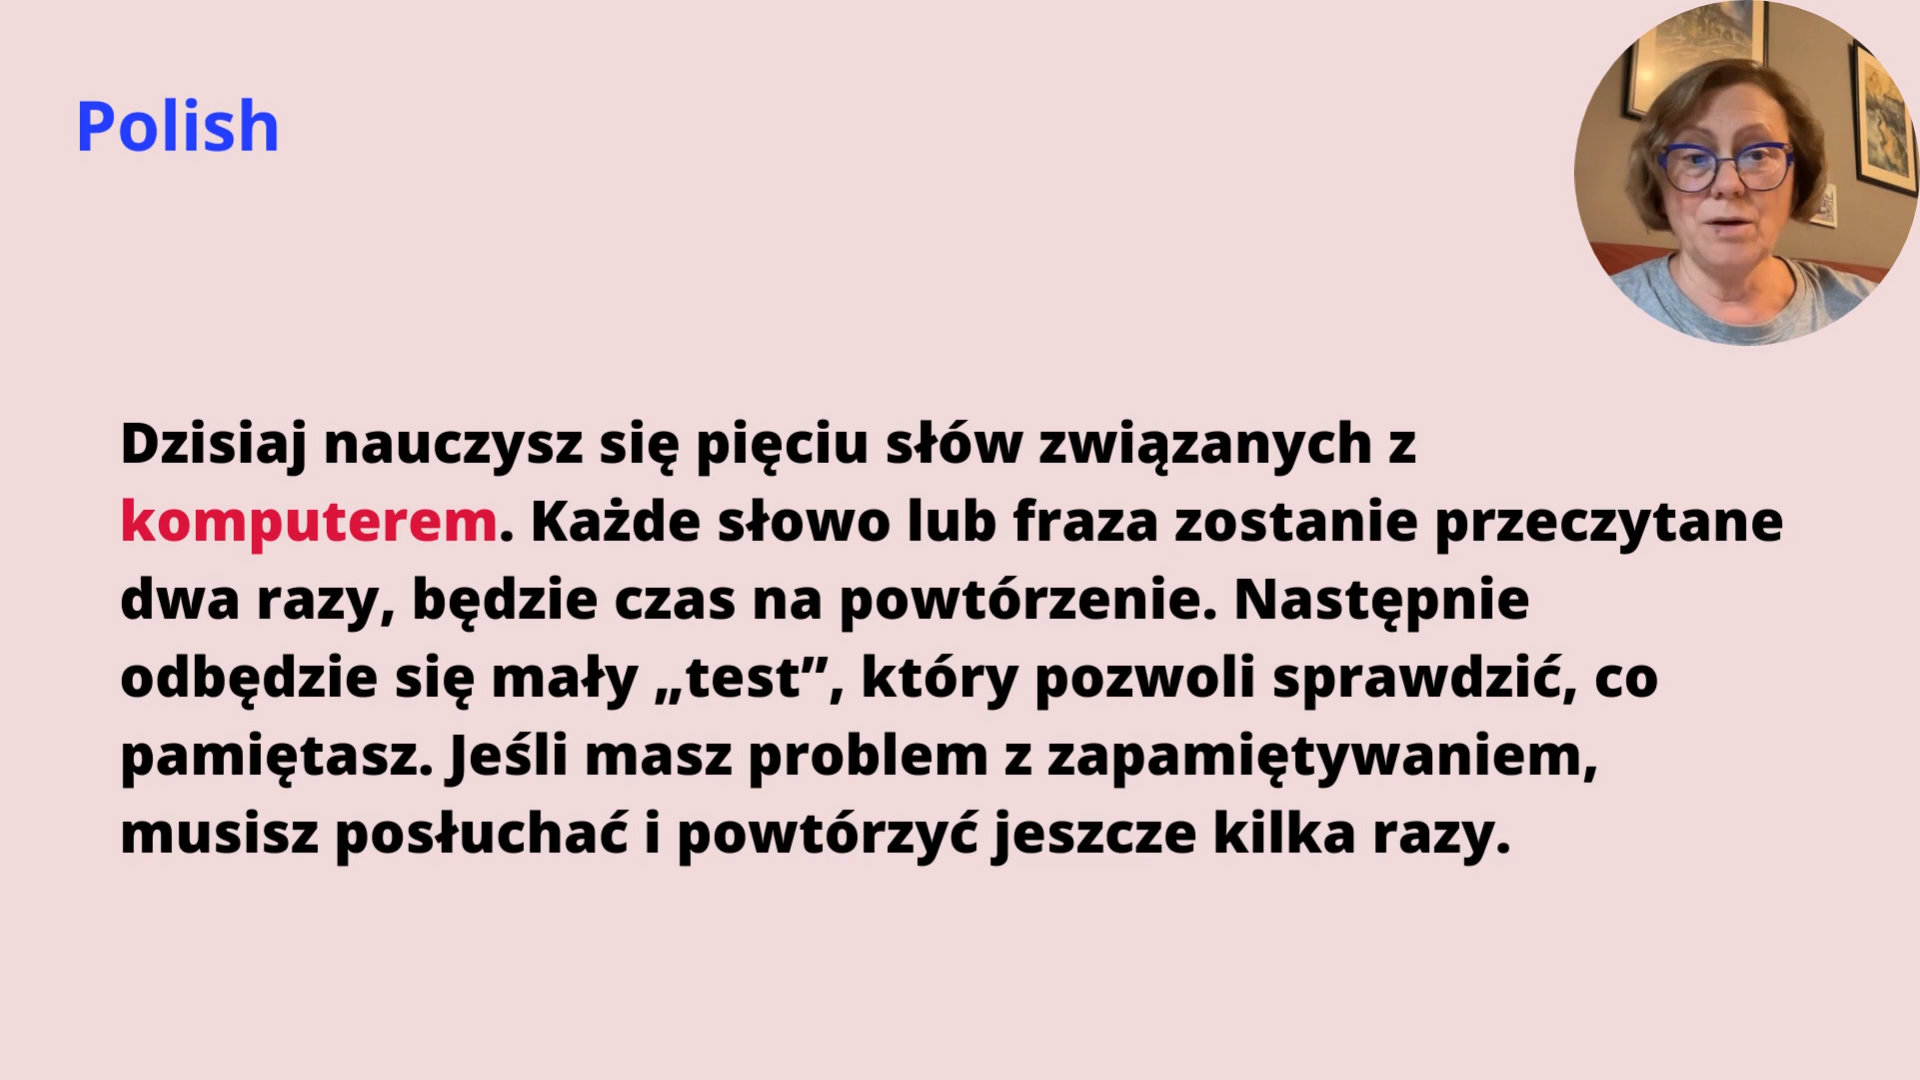 Polish
Dzisiaj nauczysz się pięciu słów związanych z
komputerem. Każde słowo lub fraza zostanie przeczytane
dwa razy, będzie czas na powtórzenie. Następnie
odbędzie się mały „test”, który pozwoli sprawdzić, co
pamiętasz. Jeśli masz problem z zapamiętywaniem,
musisz posłuchać i powtórzyć jeszcze kilka razy.